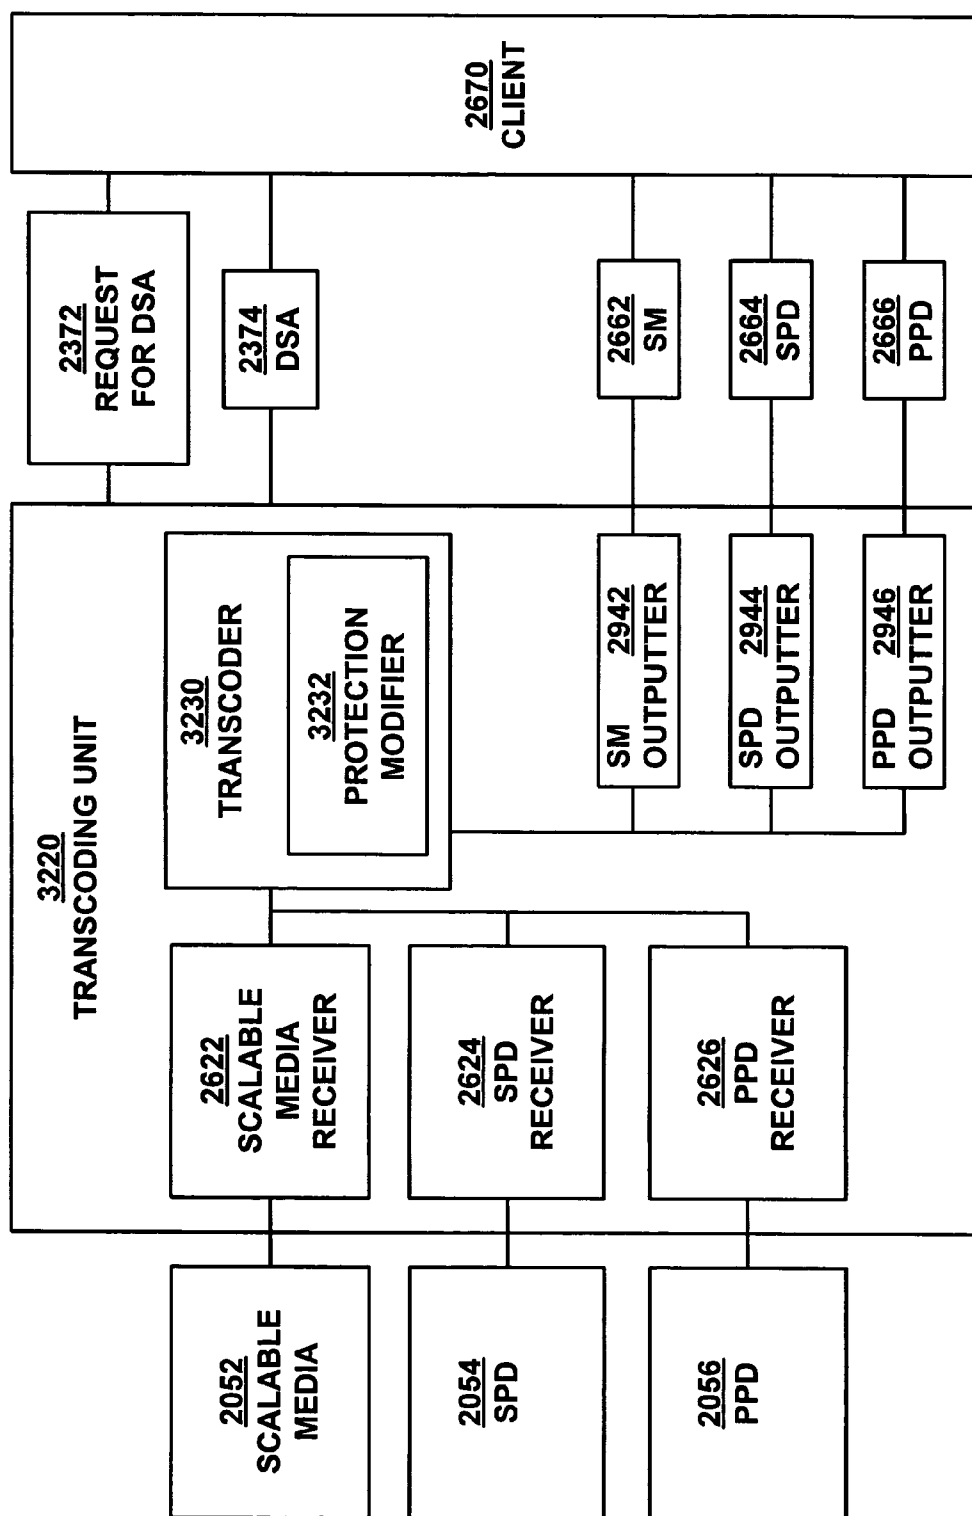 2052
SCALABLE
MEDIA
2054
SPD
2056
PPD
3220
TRANSCODING UNIT
2622
SCALABLE
MEDIA
RECEIVER
2624
SPD
RECEIVER
2626
PPD
RECEIVER
3230
TRANSCODER
3232
PROTECTION
MODIFIER
SM 2942
OUTPUTTER
SPD 2944
OUTPUTTER
PPD 2946
OUTPUTTER
2372
REQUEST
FOR DSA
2374
DSA
2662
SM
2664
SPD
2666
PPD
2670
CLIENT